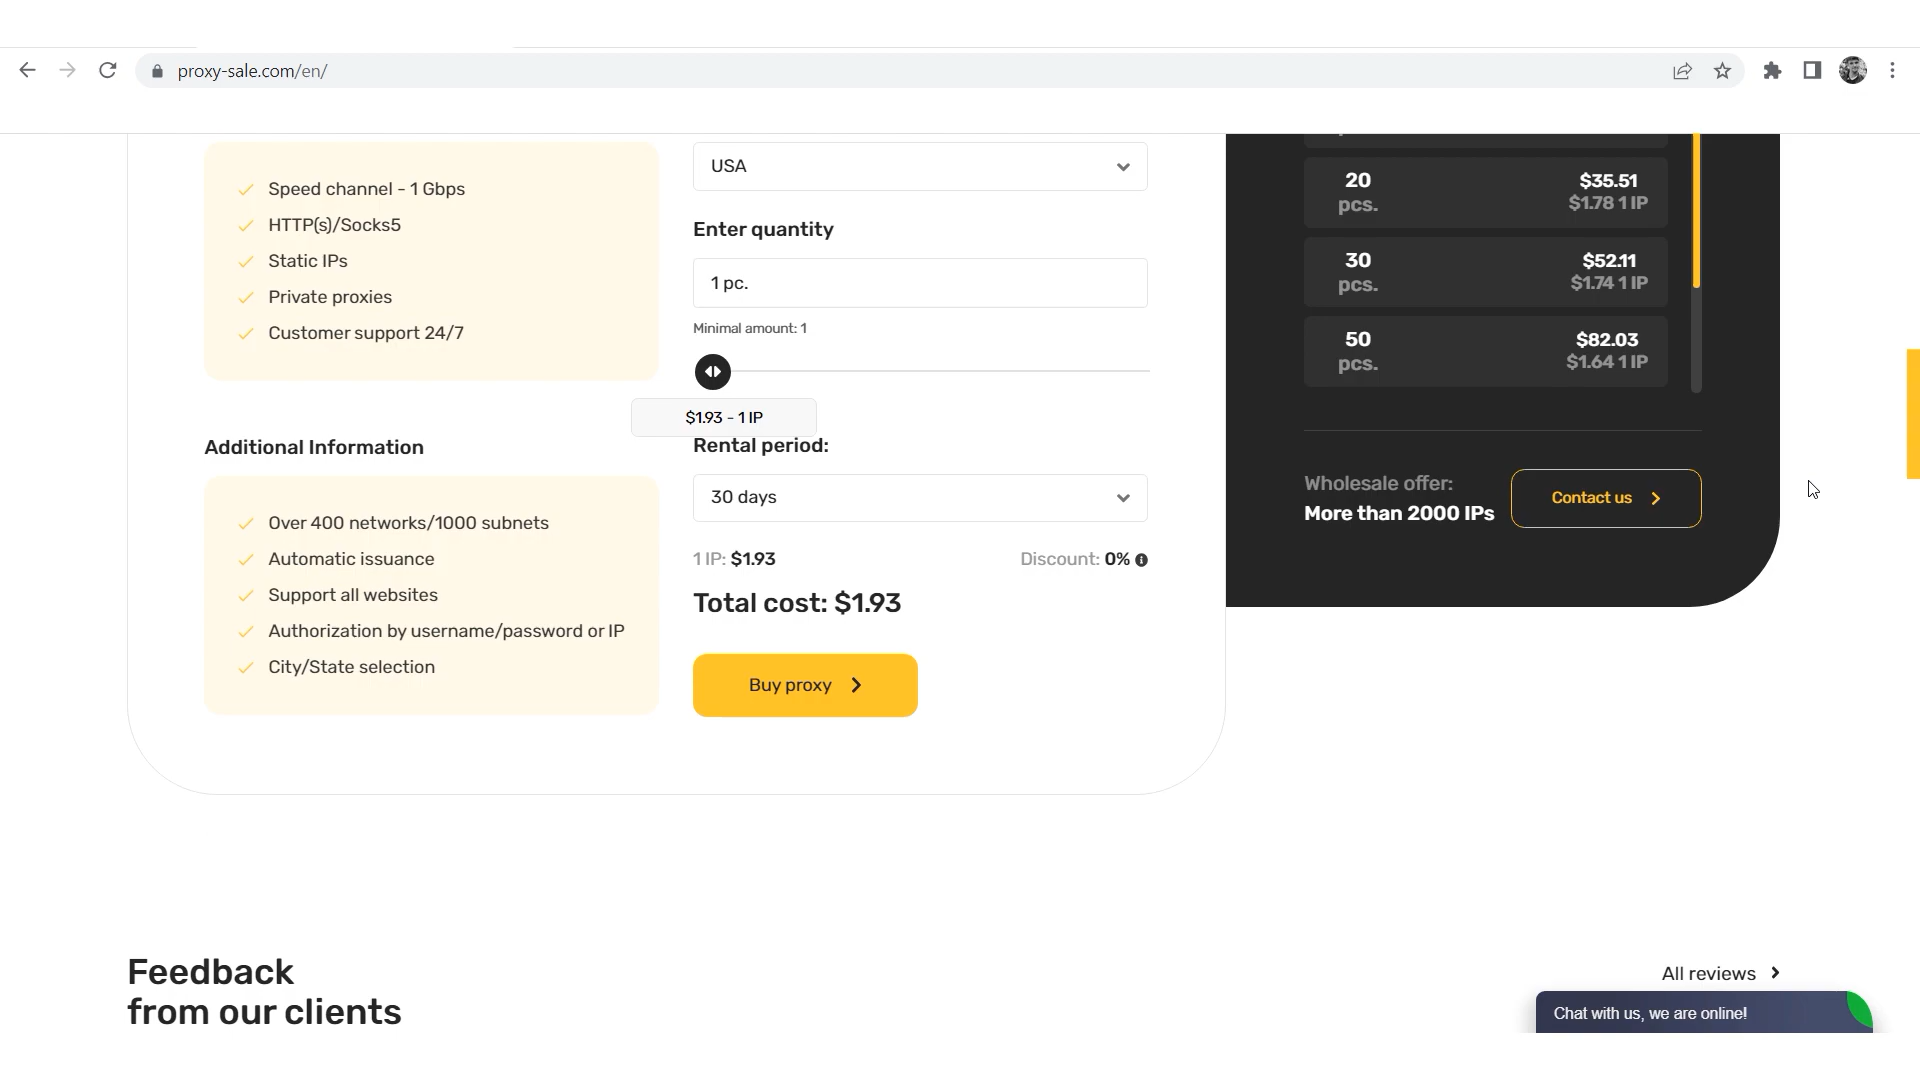 proxy-sale.com/en/
Speed channel - 1 Gbps
HTTP(s)/Socks5
Static IPs
Private proxies
Customer support 24/7
Additional Information
Over 400 networks/1000 subnets
Automatic issuance
Support all websites
Authorization by username/password or IP
City/State selection
USA
Enter quantity
1 pc.
Minimal amount: 1
$1.93 - 1 IP
Rental period:
30 days
1 IP: $1.93
Discount: 0%
Total cost: $1.93
Buy proxy
20 pcs.
$35.51
$1.78 1 IP
30 pcs.
$52.11
$1.74 1 IP
50 pcs.
$82.03
$1.64 1 IP
Wholesale offer:
More than 2000 IPs
Contact us
Feedback
from our clients
All reviews
Chat with us, we are online!